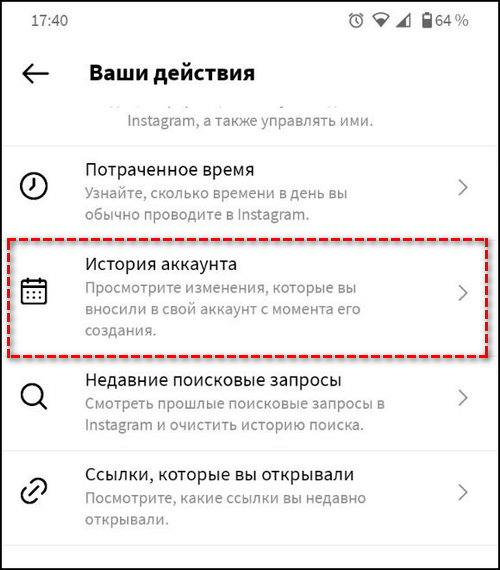 17:40
64 %
Ваши действия
Instagram, а также управлять ими.
Потраченное время
Узнайте, сколько времени в день вы
обычно проводите в Instagram.
История аккаунта
Просмотрите изменения, которые вы
вносили в свой аккаунт с момента его
создания.
Недавние поисковые запросы
Смотреть прошлые поисковые запросы в
Instagram и очистить историю поиска.
Ссылки, которые вы открывали
Посмотрите, какие ссылки вы недавно
открывали.